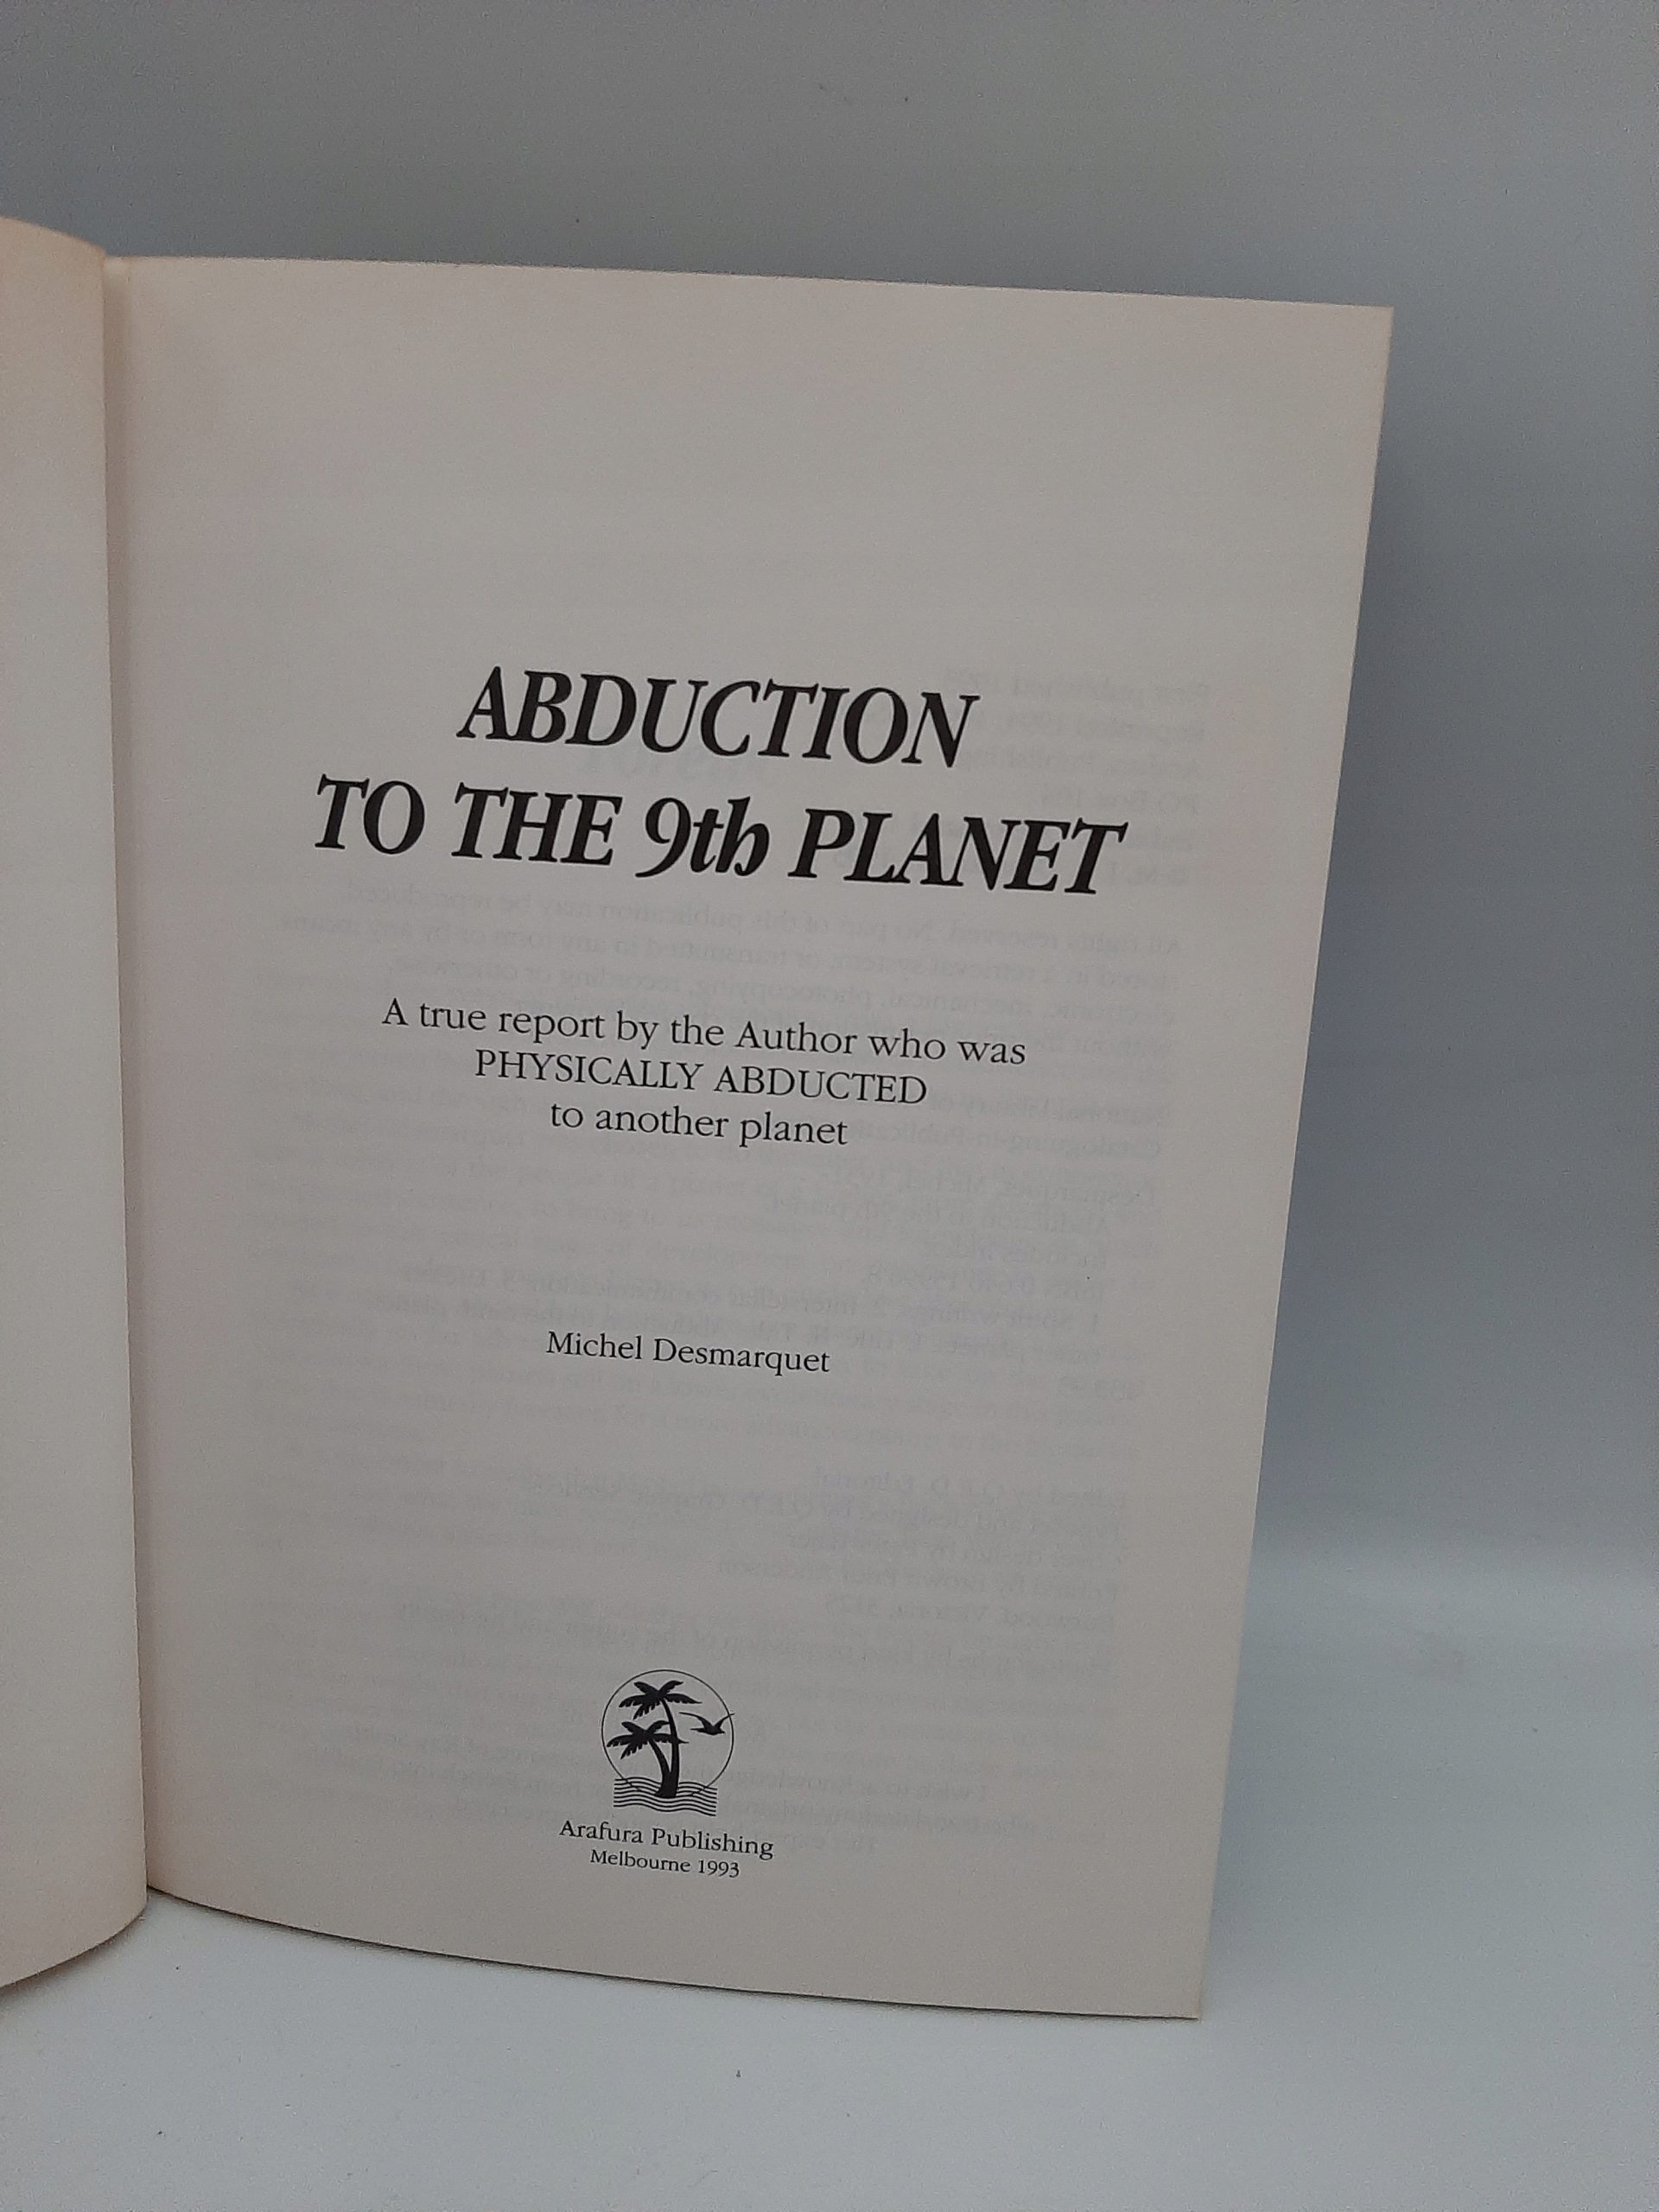 ABDUCTION
TO THE 9th PLANET
A true report by the Author who was
PHYSICALLY ABDUCTED
to another planet
Michel Desmarquet
Arafura Publishing
Melbourne 1993